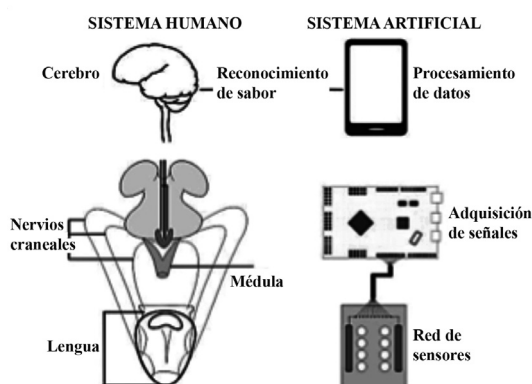 SISTEMA HUMANO
SISTEMA ARTIFICIAL
Cerebro
Reconocimiento
de sabor
Procesamiento
de datos
Nervios
craneales
Médula
Lengua
Adquisición
de señales
Red de
sensores